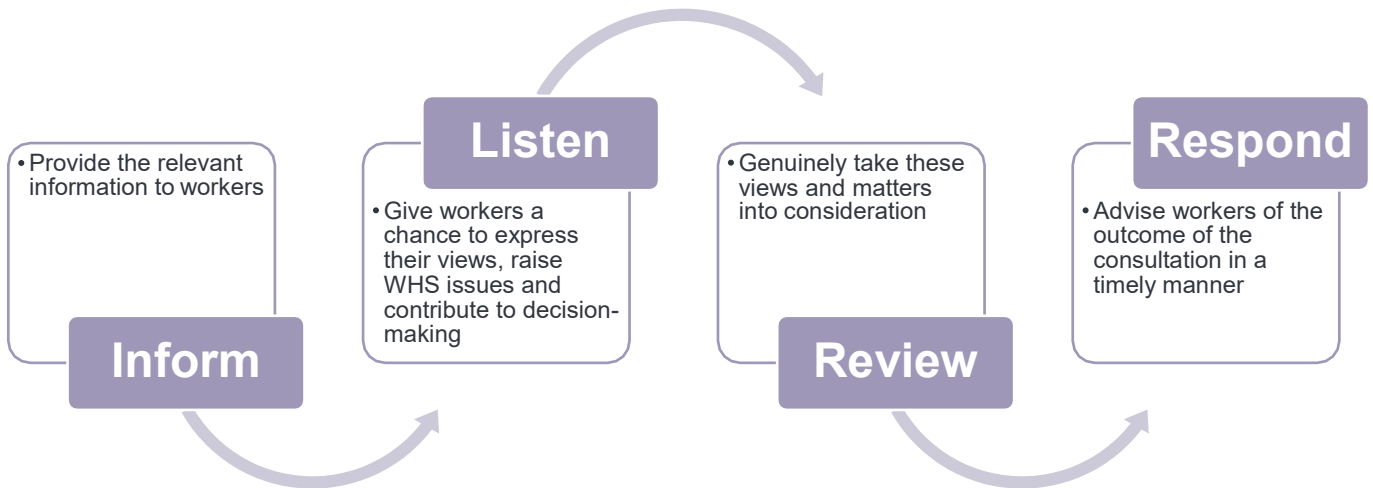 • Provide the relevant
information to workers
Inform
Listen
• Give workers a
chance to express
their views, raise
WHS issues and
contribute to decision-
making
• Genuinely take these
views and matters
into consideration
Review
Respond
• Advise workers of the
outcome of the
consultation in a
timely manner